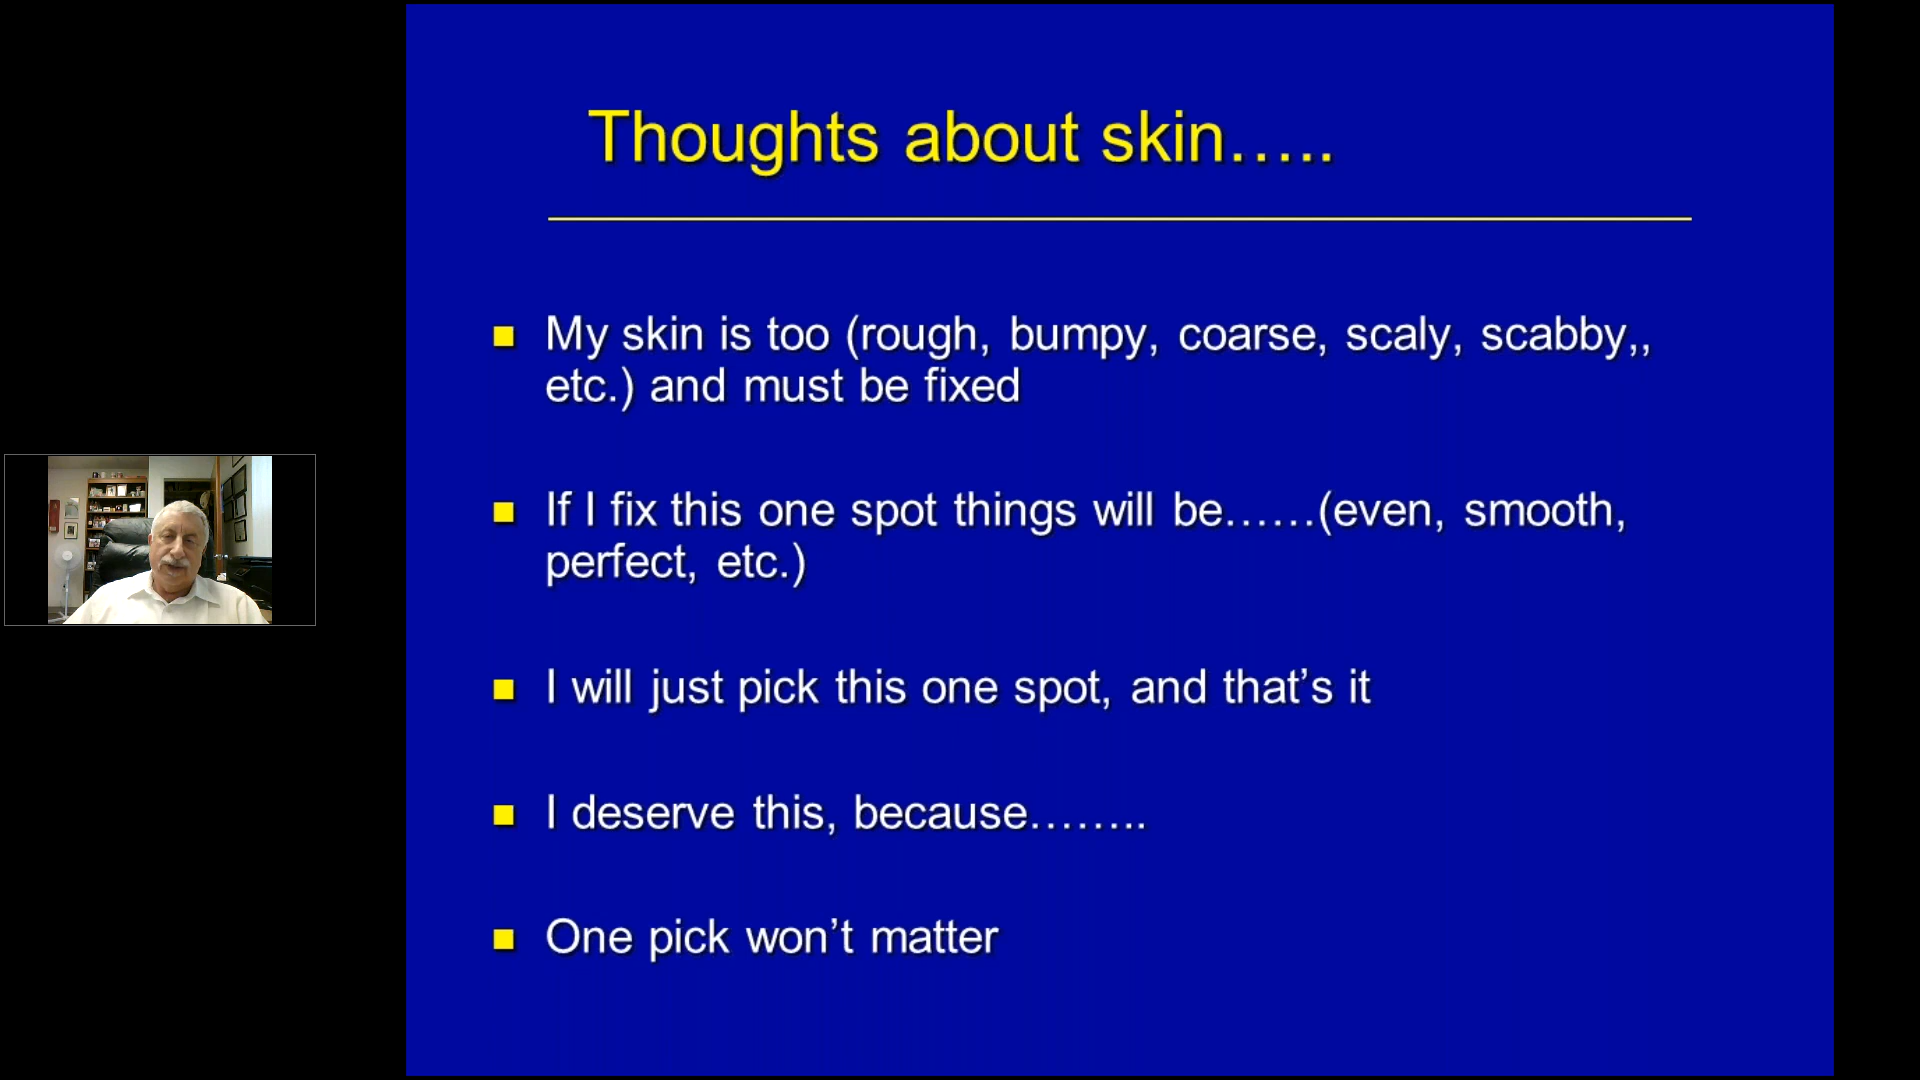 Thoughts about skin…..
My skin is too (rough, bumpy, coarse, scaly, scabby,,
etc.) and must be fixed
If I fix this one spot things will be……(even, smooth,
perfect, etc.)
I will just pick this one spot, and that’s it
I deserve this, because……..
One pick won’t matter